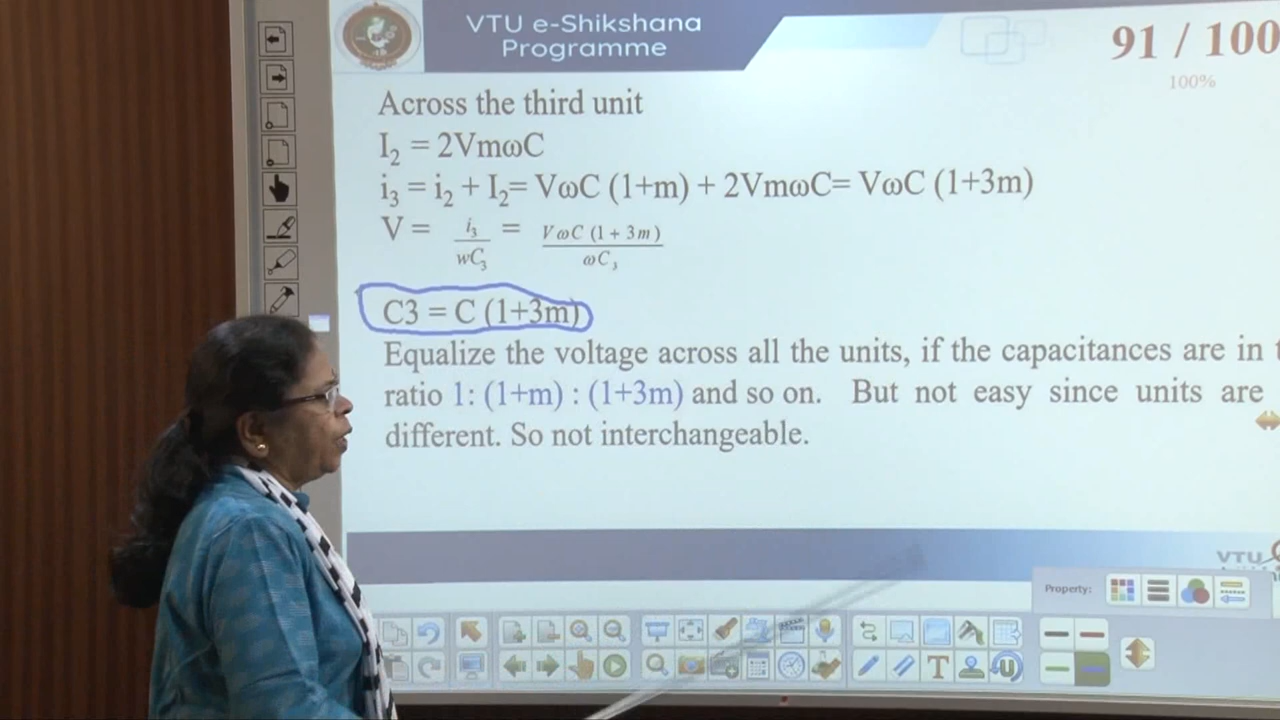 VTU e-Shikshana
Programme
91 / 100
100%
Across the third unit
I₂ = 2VmωC
i₃ = i₂ + I₂= VωC (1+m) + 2VmωC= VωC (1+3m)
V = i₃/wC₃ = VωC (1 + 3m)/ωC₃
C3 = C (1+3m)
Equalize the voltage across all the units, if the capacitances are in
ratio 1: (1+m) : (1+3m) and so on. But not easy since units are
different. So not interchangeable.
VTU
Property: